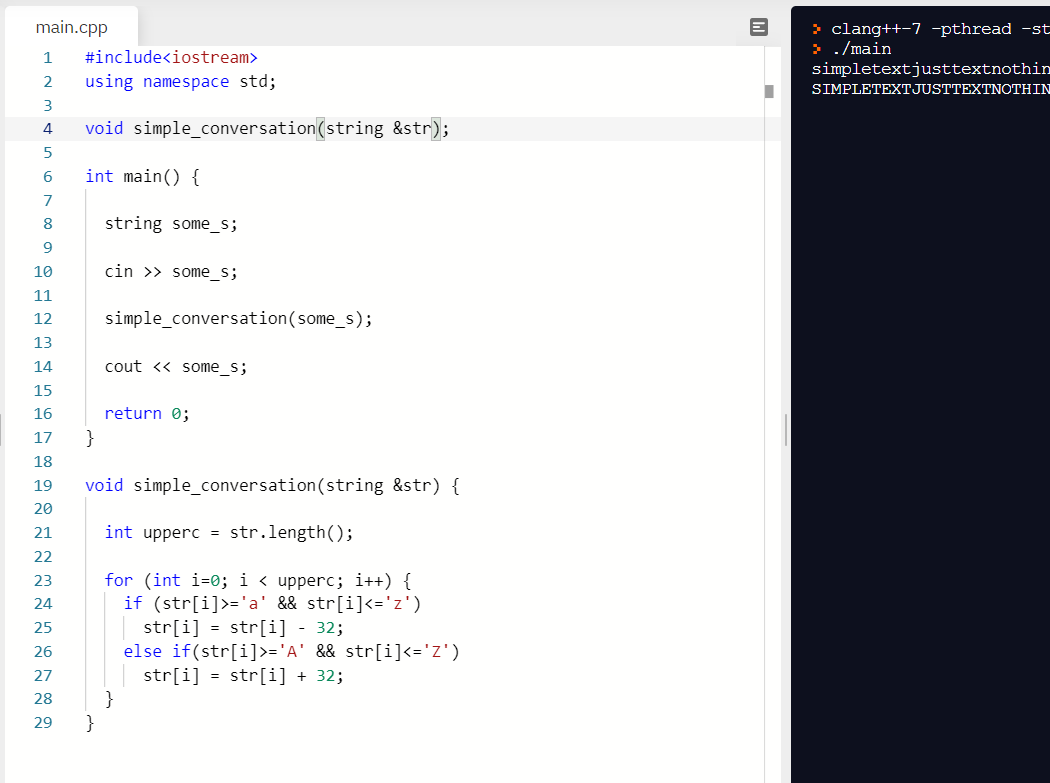 main.cpp
1 #include<iostream>
2 using namespace std;
3
4 void simple_conversation(string &str);
5
6 int main() {
7
8 string some_s;
9
10 cin >> some_s;
11
12 simple_conversation(some_s);
13
14 cout << some_s;
15
16 return 0;
17 }
18
19 void simple_conversation(string &str) {
20
21 int upperc = str.length();
22
23 for (int i=0; i < upperc; i++) {
24 if (str[i]>='a' && str[i]<='z')
25 str[i] = str[i] - 32;
26 else if(str[i]>='A' && str[i]<='Z')
27 str[i] = str[i] + 32;
28 }
29 }
> clang++-7 -pthread -st
> ./main
simpletextjusttextnothin
SIMPLETEXTJUSTTEXTNOTHIN